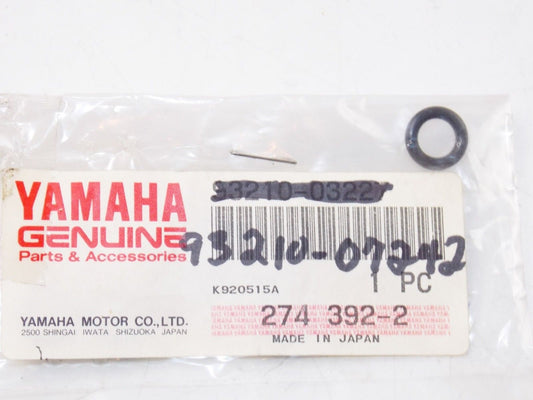 YAMAHA
GENUINE
Parts & Accessories
93210-03227
93210-07242
1 PC
K920515A
274 392-2
YAMAHA MOTOR CO., LTD.
2500 SHINGAI IWATA SHIZUOKA JAPAN
MADE IN JAPAN